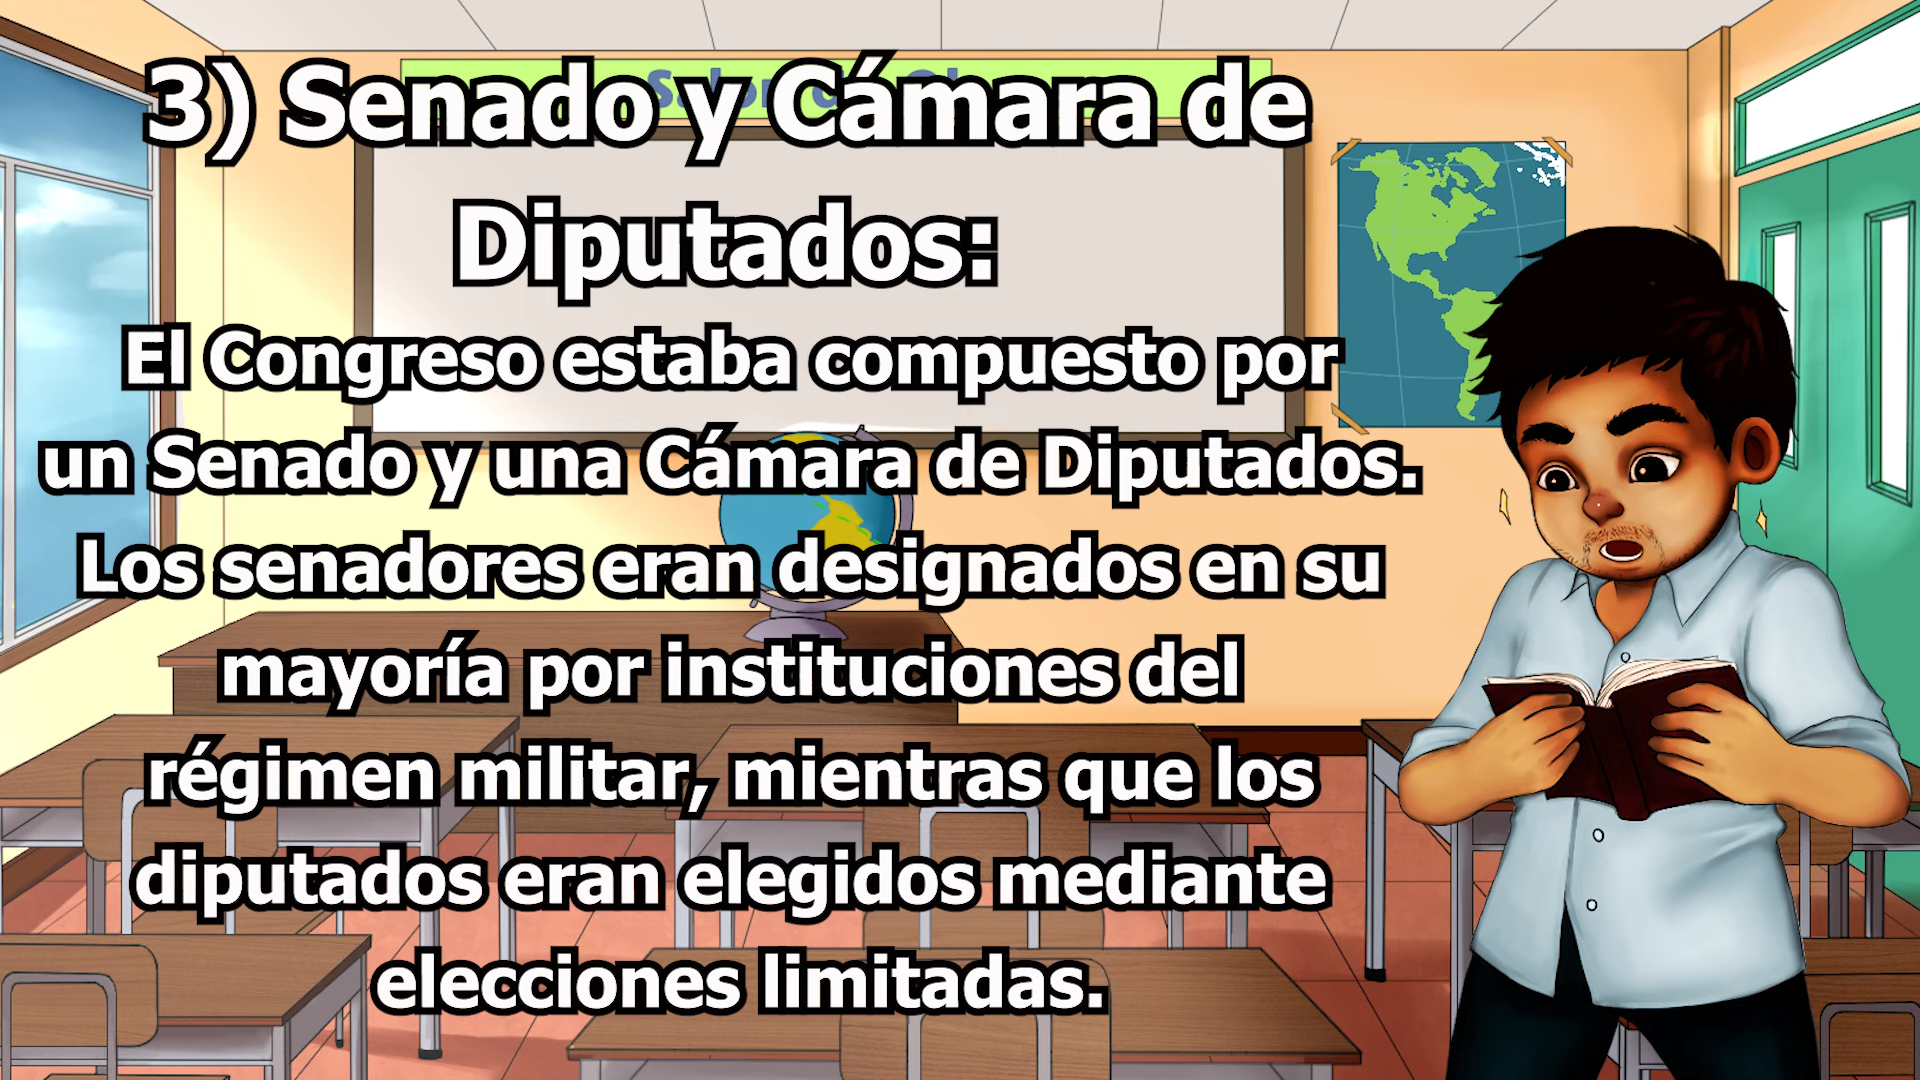 3) Senado y Cámara de
Diputados:
El Congreso estaba compuesto por
un Senado y una Cámara de Diputados.
Los senadores eran designados en su
mayoría por instituciones del
régimen militar, mientras que los
diputados eran elegidos mediante
elecciones limitadas.